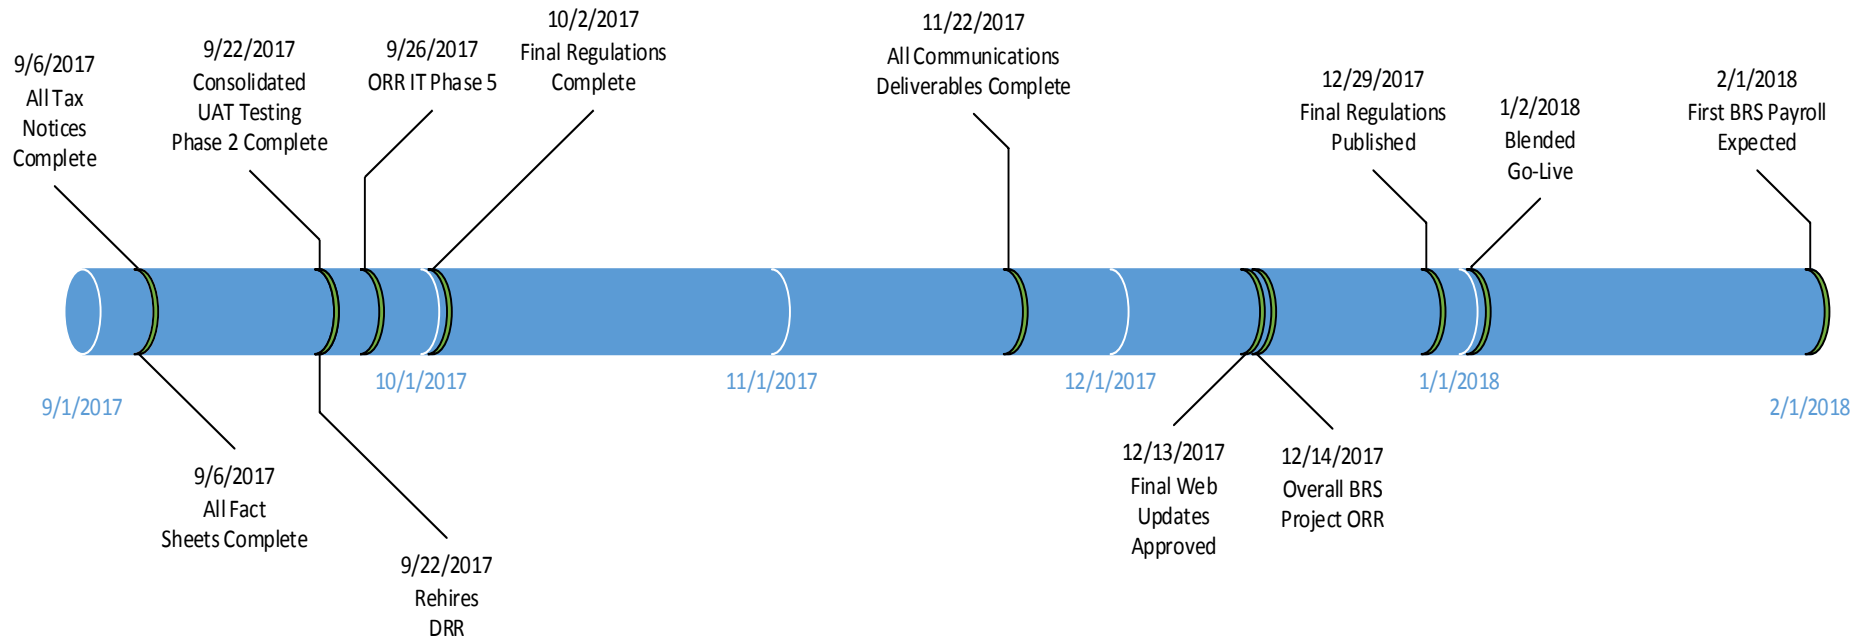 9/6/2017
All Tax
Notices
Complete
9/22/2017
Consolidated
UAT Testing
Phase 2 Complete
9/26/2017
ORR IT Phase 5
10/2/2017
Final Regulations
Complete
11/22/2017
All Communications
Deliverables Complete
12/29/2017
Final Regulations
Published
1/2/2018
Blended
Go-Live
2/1/2018
First BRS Payroll
Expected
9/1/2017
10/1/2017
11/1/2017
12/1/2017
1/1/2018
2/1/2018
9/6/2017
All Fact
Sheets Complete
9/22/2017
Rehires
DRR
12/13/2017
Final Web
Updates
Approved
12/14/2017
Overall BRS
Project ORR